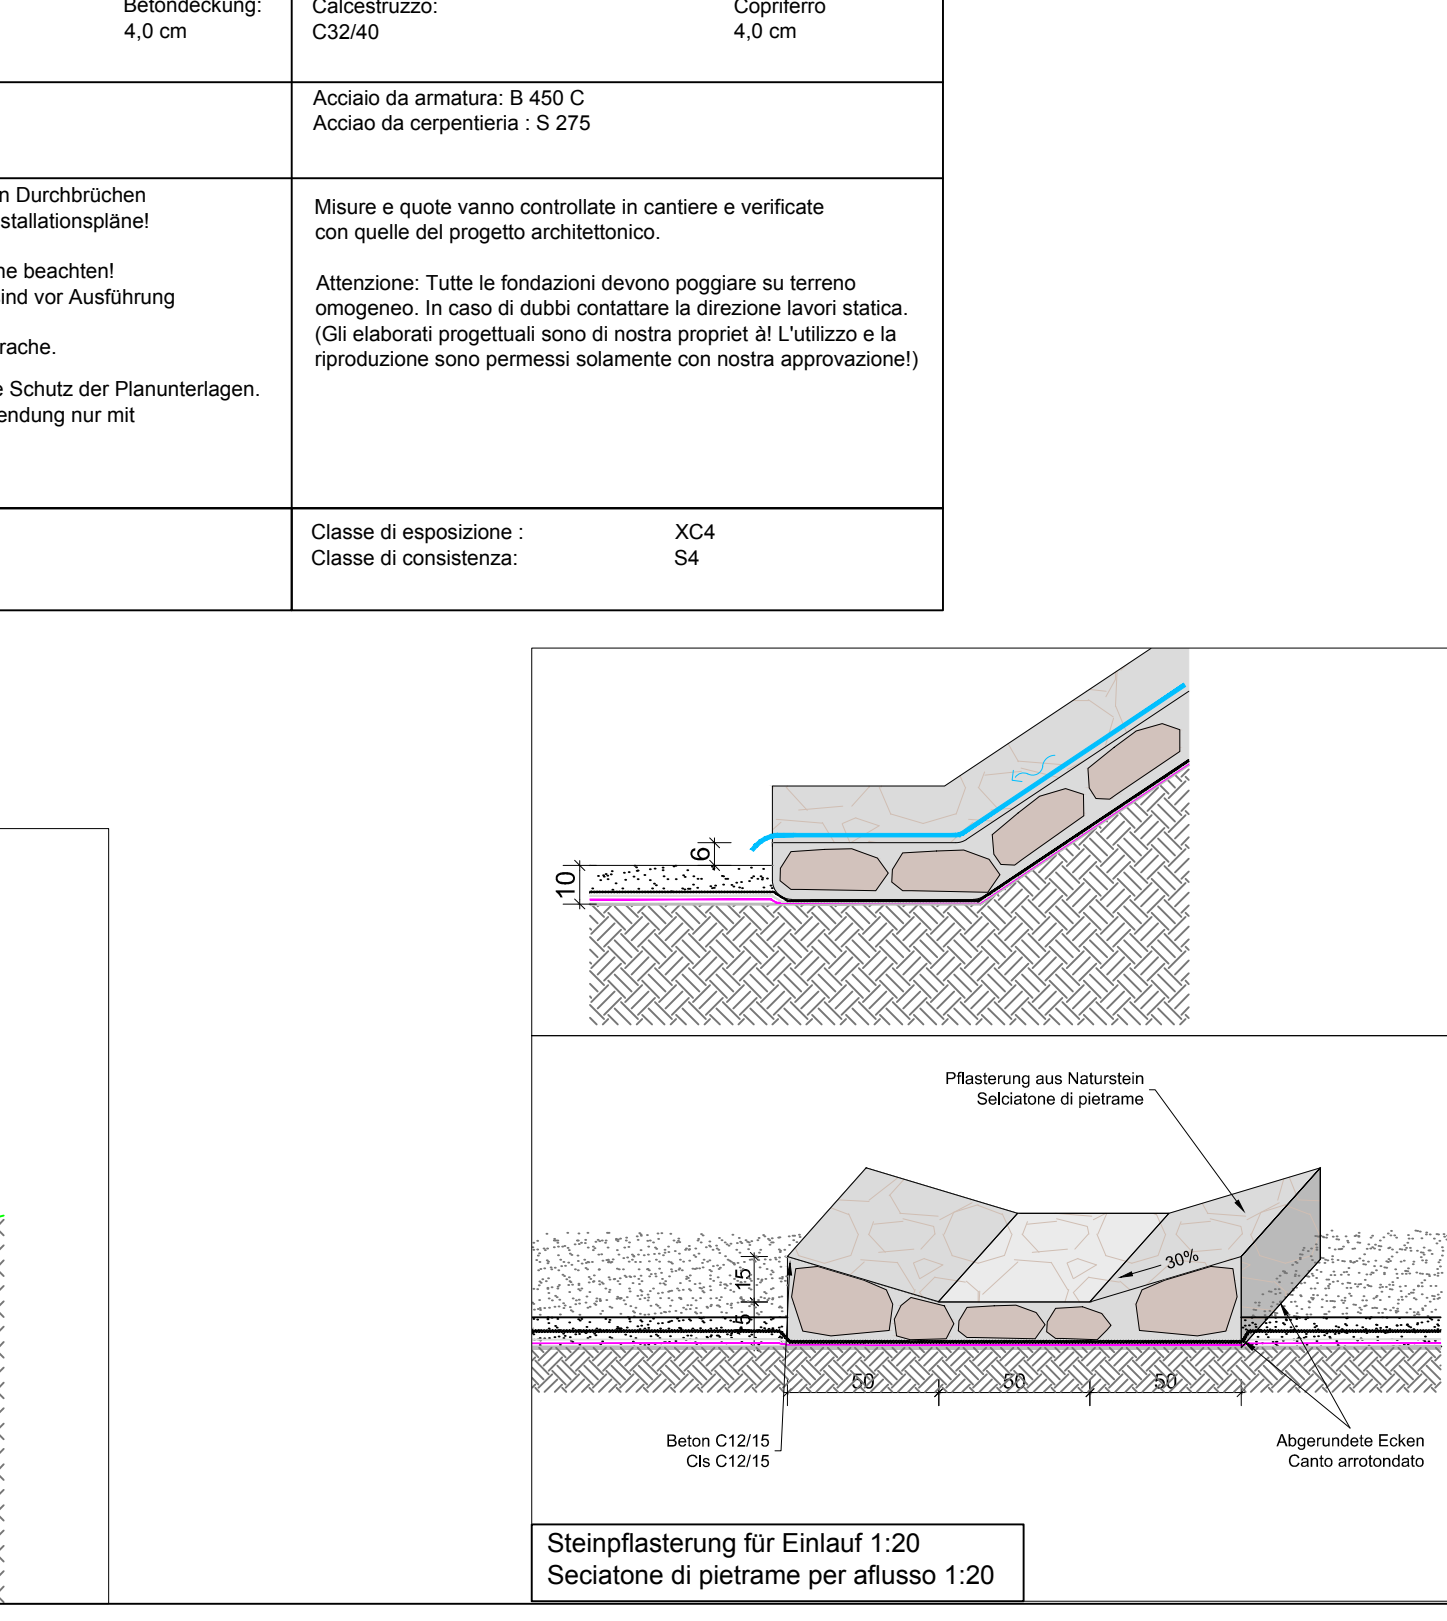 Betondeckung:
4,0 cm
Calcestruzzo:
Copriferro
C32/40
4,0 cm
Acciaio da armatura: B 450 C
Acciao da cerpentieria : S 275
n Durchbrüchen
stallationspläne!
ne beachten!
ind vor Ausführung
rache.
e Schutz der Planunterlagen.
endung nur mit
Misure e quote vanno controllate in cantiere e verificate
con quelle del progetto architettonico.
Attenzione: Tutte le fondazioni devono poggiare su terreno
omogeneo. In caso di dubbi contattare la direzione lavori statica.
(Gli elaborati progettuali sono di nostra propriet à! L'utilizzo e la
riproduzione sono permessi solamente con nostra approvazione!)
Classe di esposizione :
XC4
Classe di consistenza:
S4
6
10
Pflasterung aus Naturstein
Selciatone di pietrame
30%
15
50
50
50
Beton C12/15
Cls C12/15
Abgerundete Ecken
Canto arrotondato
Steinpflasterung für Einlauf 1:20
Seciatone di pietrame per aflusso 1:20